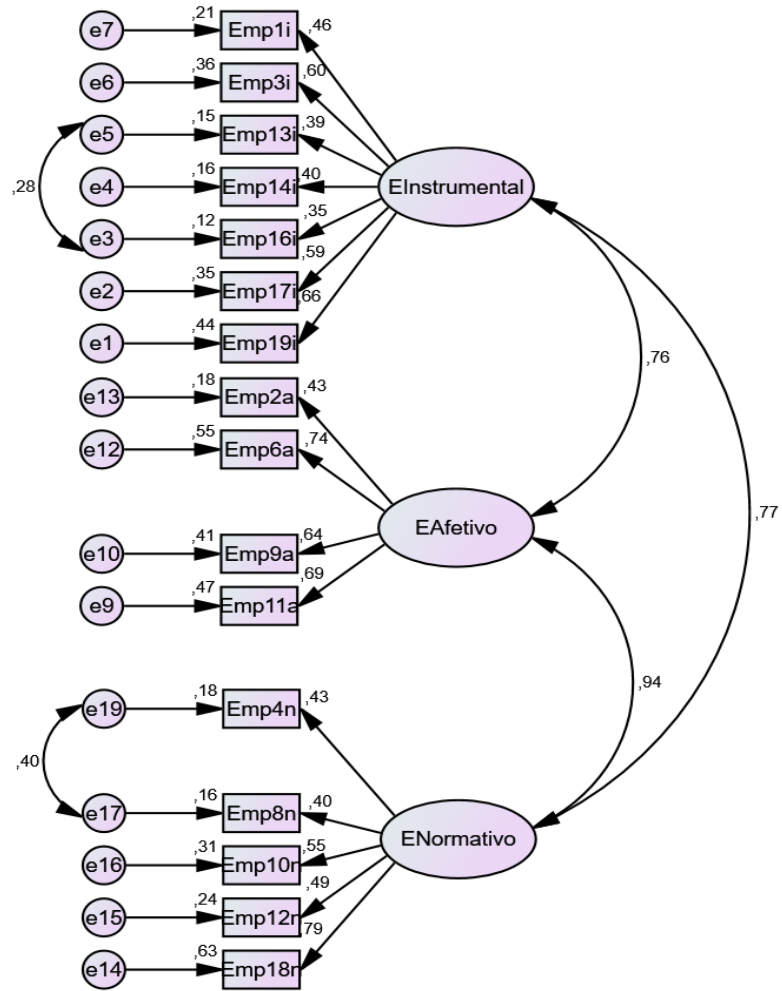 e7 ,21 Emp1i ,46
e6 ,36 Emp3i ,60
e5 ,15 Emp13i ,39
e4 ,16 Emp14i ,40 EInstrumental
,28
e3 ,12 Emp16i ,35
e2 ,35 Emp17i ,59
e1 ,44 Emp19i ,66
,76
e13 ,18 Emp2a ,43
e12 ,55 Emp6a ,74
,77
EAfetivo
e10 ,41 Emp9a ,64
e9 ,47 Emp11a ,69
,94
e19 ,18 Emp4n ,43
,40
e17 ,16 Emp8n ,40
ENormativo
e16 ,31 Emp10n ,55
e15 ,24 Emp12n ,49
e14 ,63 Emp18n ,79